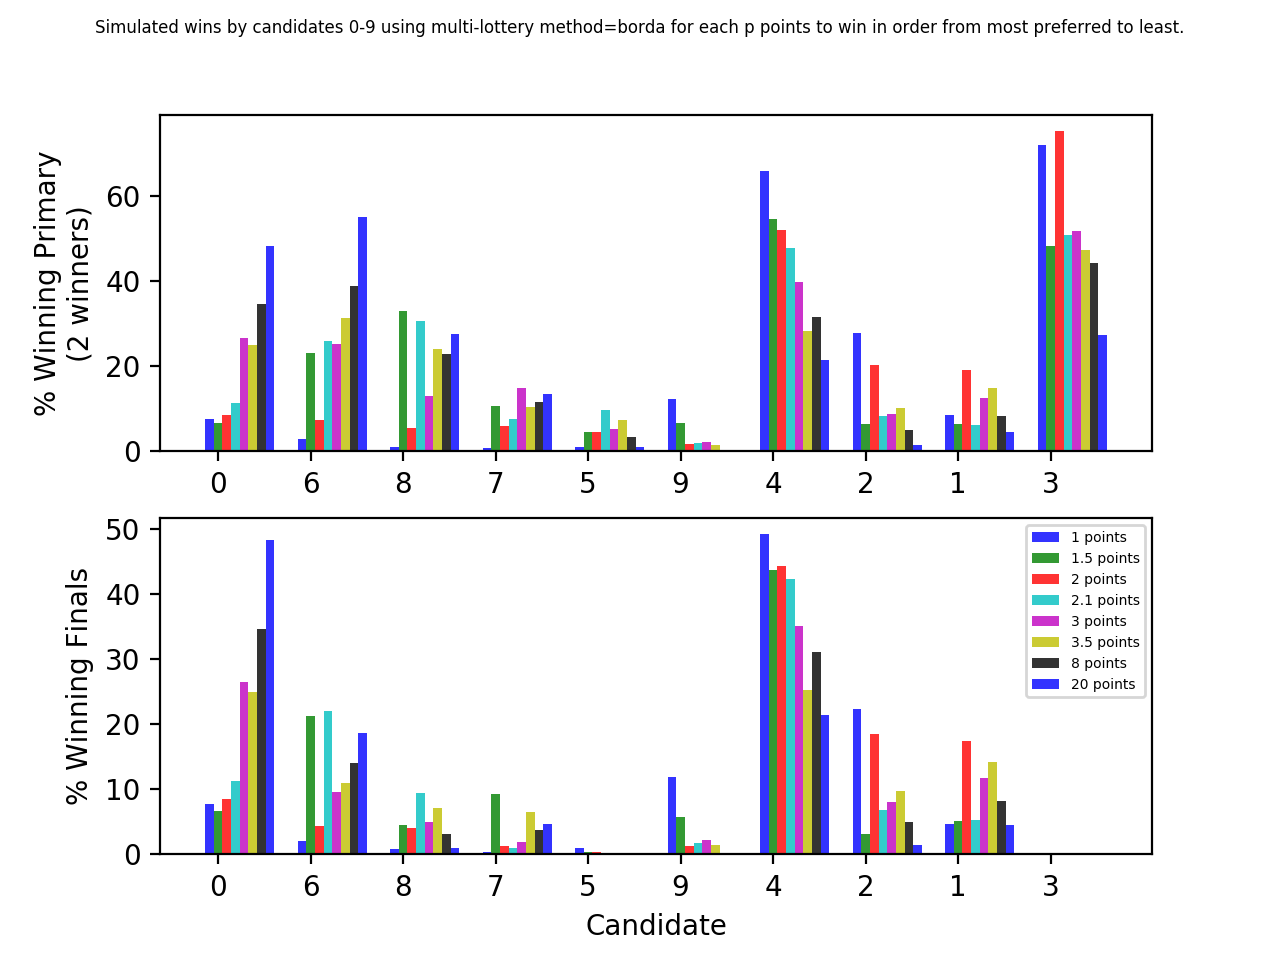 Simulated wins by candidates 0-9 using multi-lottery method=borda for each p points to win in order from most preferred to least.
% Winning Primary
(2 winners)
60
40
20
0
0 6 8 7 5 9 4 2 1 3
% Winning Finals
50
40
30
20
10
0
1 points
1.5 points
2 points
2.1 points
3 points
3.5 points
8 points
20 points
0 6 8 7 5 9 4 2 1 3
Candidate